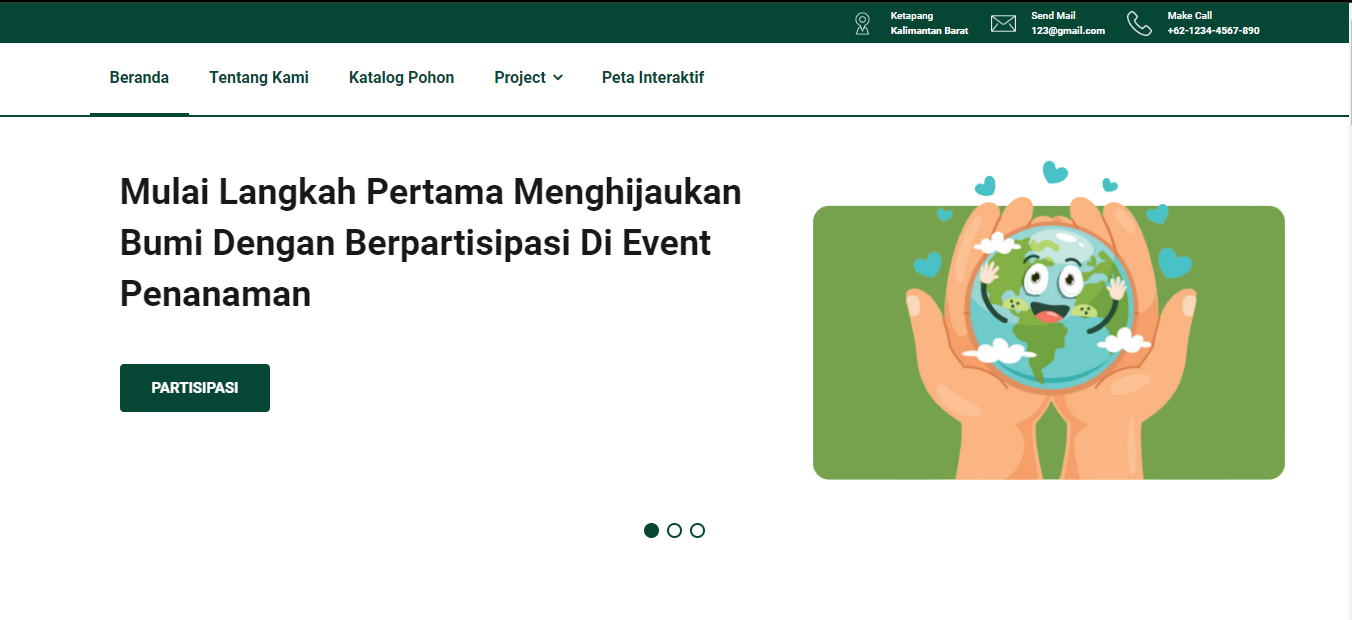 Ketapang
Kalimantan Barat
Send Mail
123@gmail.com
Make Call
+62-1234-4567-890
Beranda
Tentang Kami
Katalog Pohon
Project
Peta Interaktif
Mulai Langkah Pertama Menghijaukan
Bumi Dengan Berpartisipasi Di Event
Penanaman
PARTISIPASI